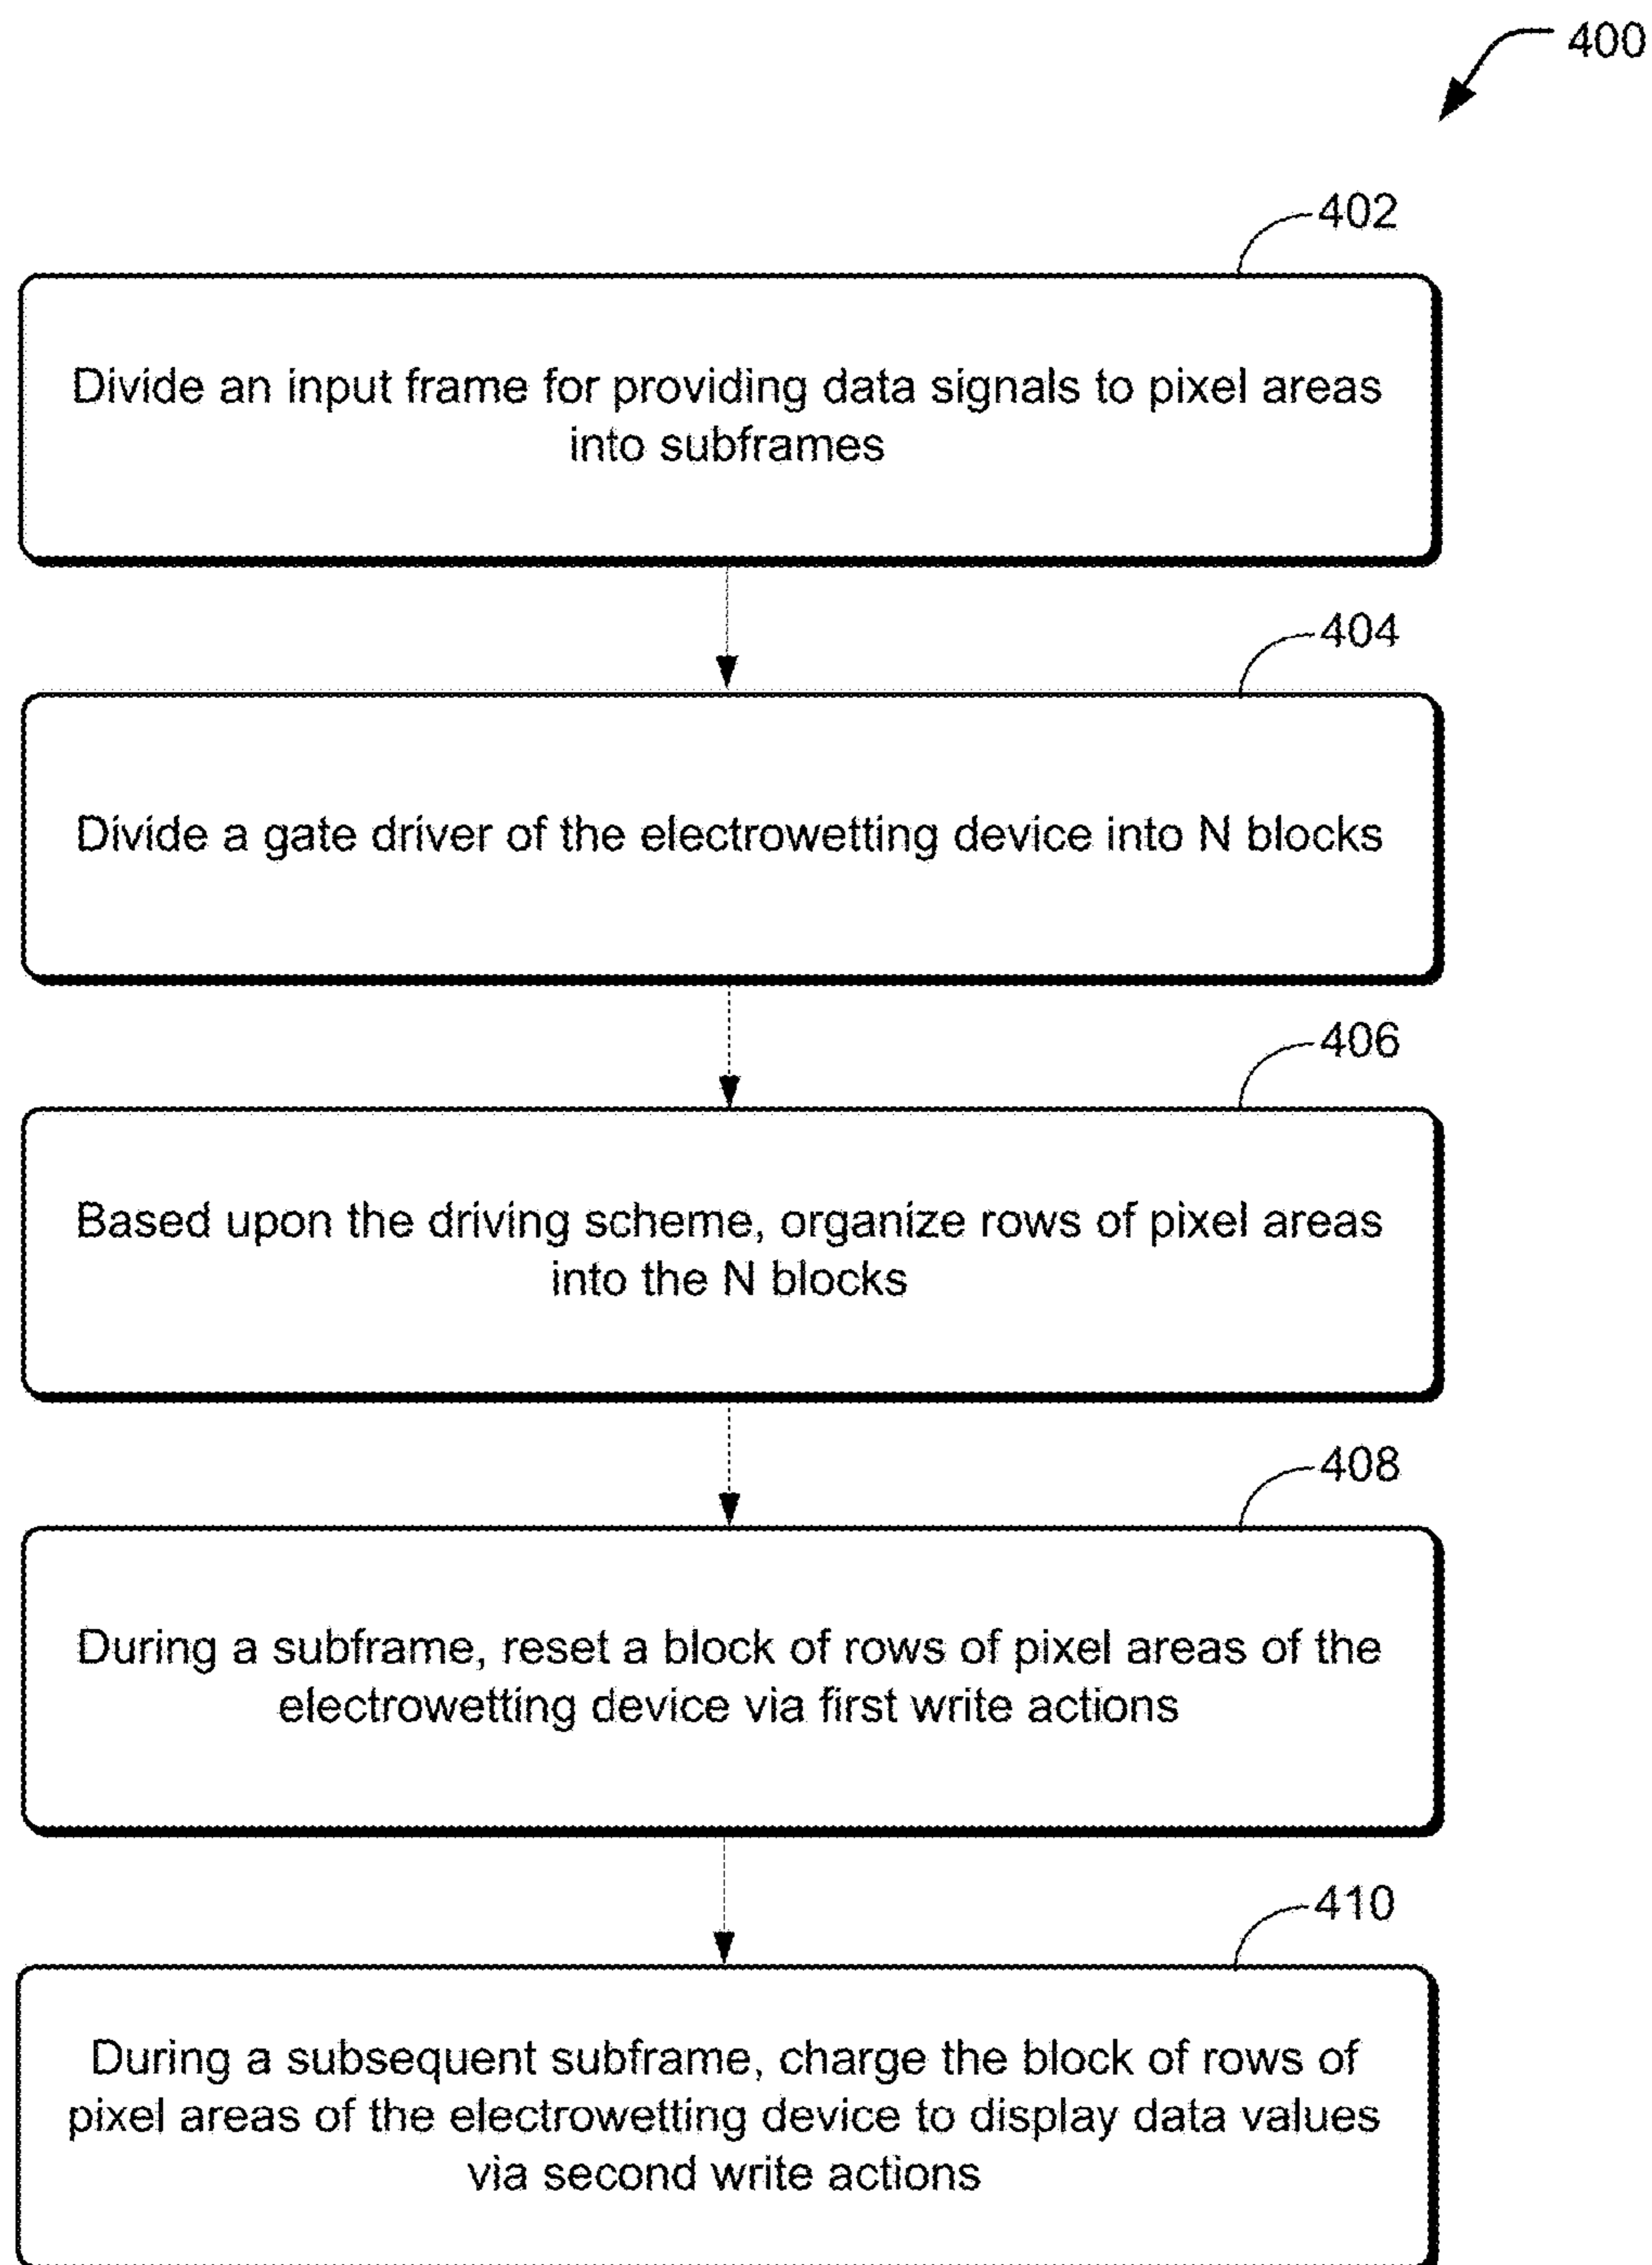 400
402
Divide an input frame for providing data signals to pixel areas
into subframes
404
Divide a gate driver of the electrowetting device into N blocks
406
Based upon the driving scheme, organize rows of pixel areas
into the N blocks
408
During a subframe, reset a block of rows of pixel areas of the
electrowetting device via first write actions
410
During a subsequent subframe, charge the block of rows of
pixel areas of the electrowetting device to display data values
via second write actions